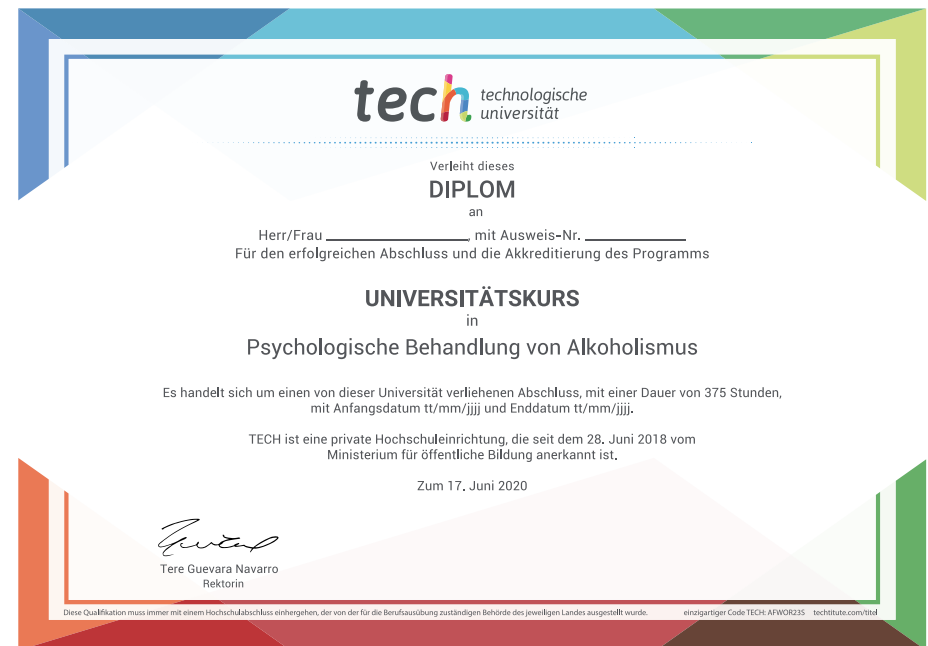 tech technologische
universität
Verleiht dieses
DIPLOM
an
Herr/Frau ____________, mit Ausweis-Nr. ____________
Für den erfolgreichen Abschluss und die Akkreditierung des Programms
UNIVERSITÄTSKURS
in
Psychologische Behandlung von Alkoholismus
Es handelt sich um einen von dieser Universität verliehenen Abschluss, mit einer Dauer von 375 Stunden,
mit Anfangsdatum tt/mm/jjjj und Enddatum tt/mm/jjjj.
TECH ist eine private Hochschuleinrichtung, die seit dem 28. Juni 2018 vom
Ministerium für öffentliche Bildung anerkannt ist.
Zum 17. Juni 2020
Tere Guevara Navarro
Rektorin
Diese Qualifikation muss immer mit einem Hochschulabschluss einhergehen, der von der für die Berufsausübung zuständigen Behörde des jeweiligen Landes ausgestellt wurde. einzigartiger Code TECH: AFWOR23S techtitute.com/titel